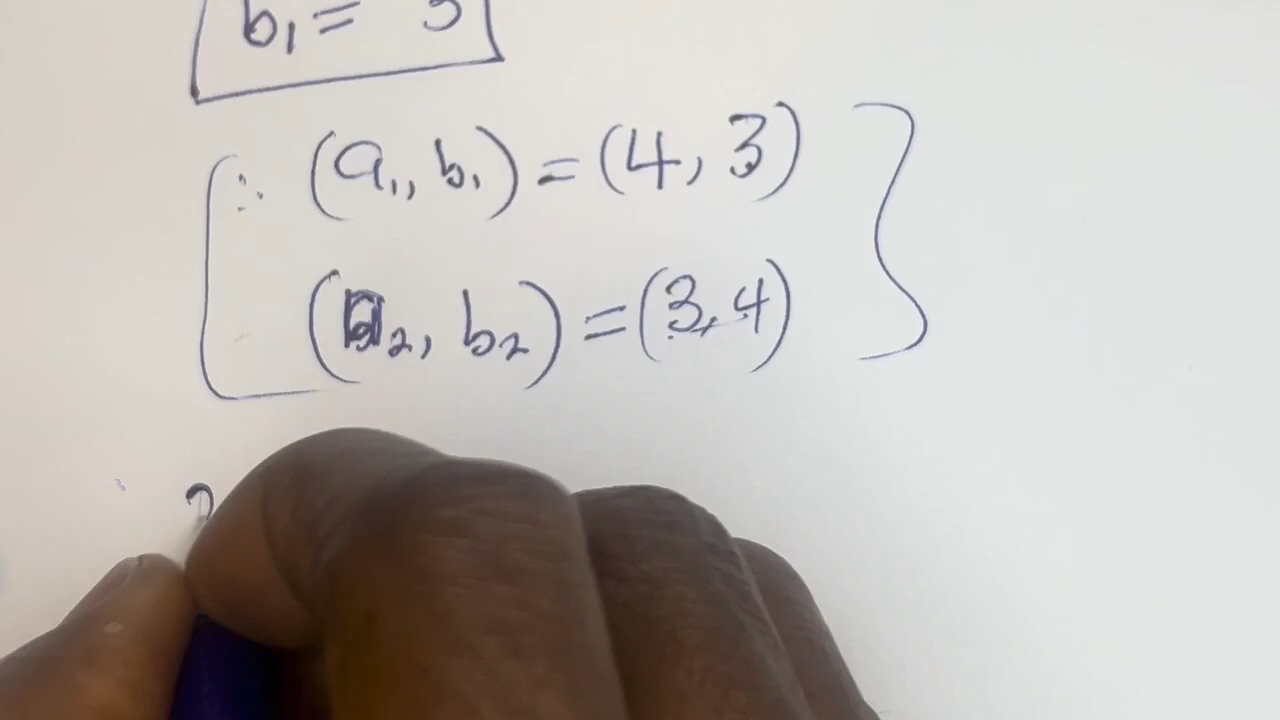 b₁ = 3
∴ (a₁, b₁) = (4, 3)
(a₂, b₂) = (3, 4)